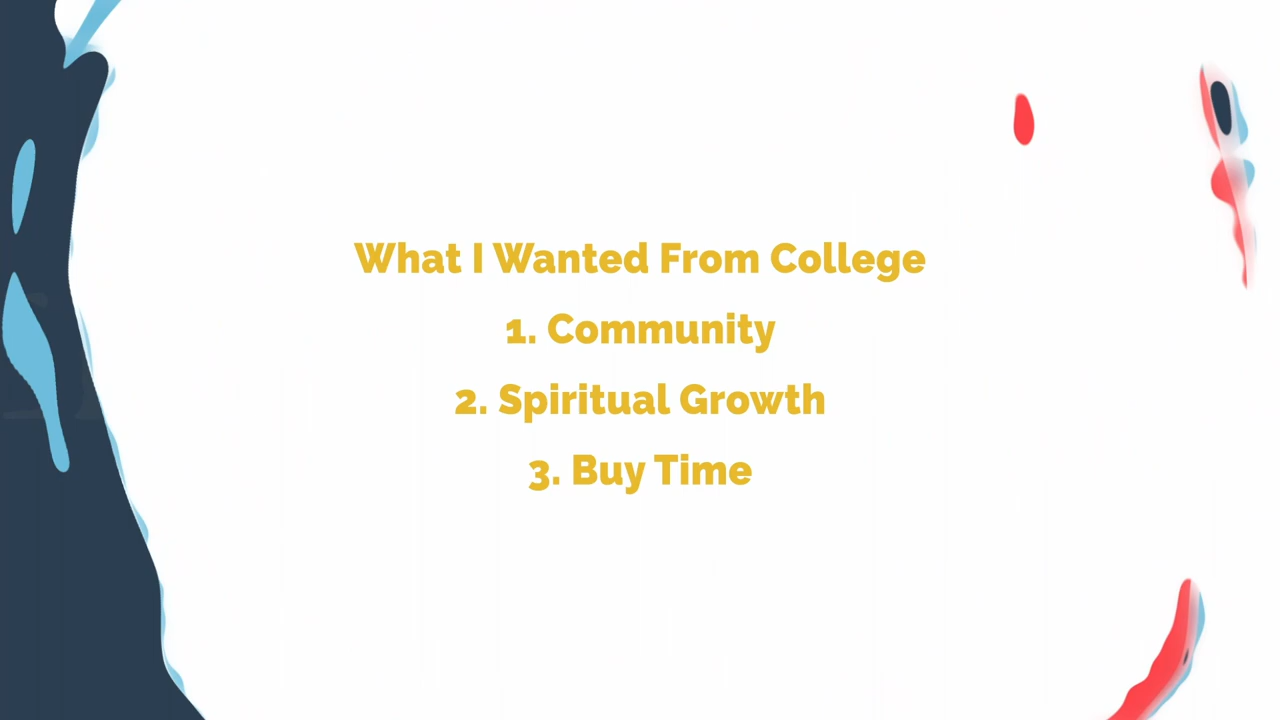 What I Wanted From College
1. Community
2. Spiritual Growth
3. Buy Time